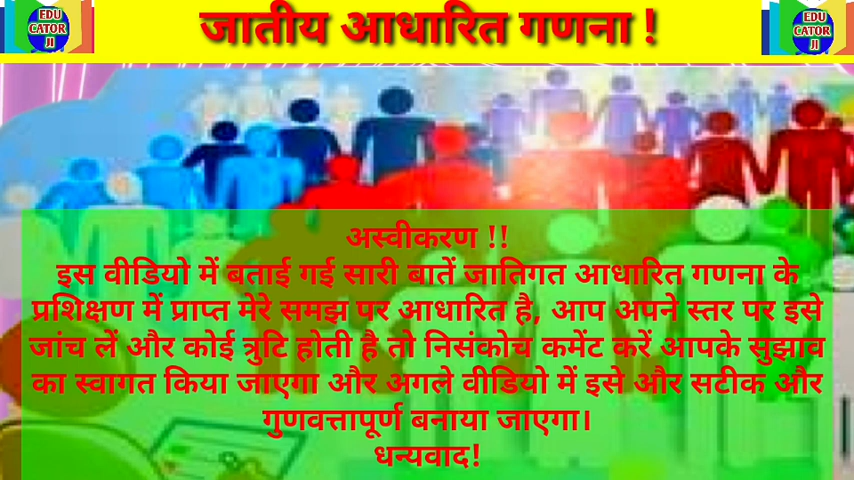 जातीय आधारित गणना !
EDU
CATOR
JI
EDU
CATOR
JI
अस्वीकरण !!
इस वीडियो में बताई गई सारी बातें जातिगत आधारित गणना के
प्रशिक्षण में प्राप्त मेरे समझ पर आधारित है, आप अपने स्तर पर इसे
जांच लें और कोई त्रुटि होती है तो निसंकोच कमेंट करें आपके सुझाव
का स्वागत किया जाएगा और अगले वीडियो में इसे और सटीक और
गुणवत्तापूर्ण बनाया जाएगा।
धन्यवाद!